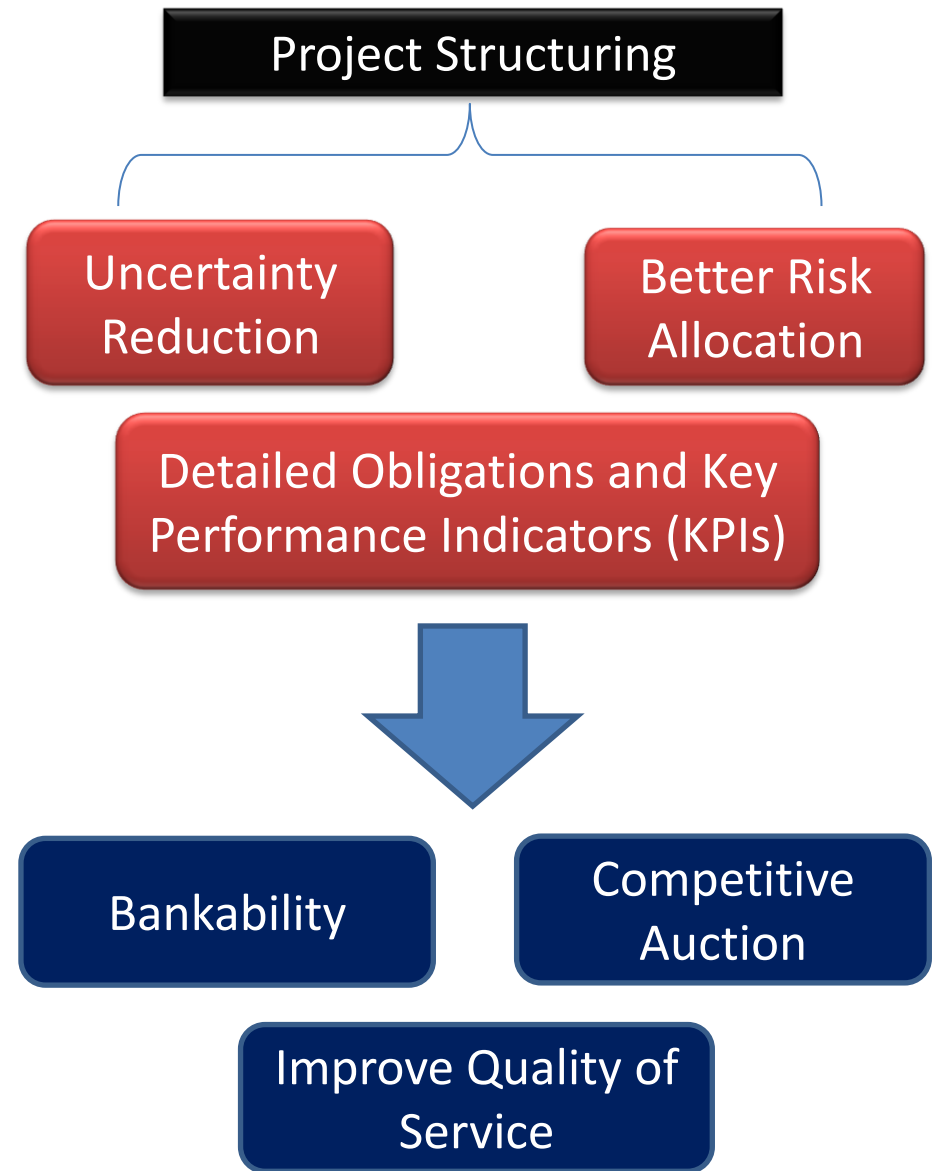 Project Structuring
Uncertainty
Reduction
Better Risk
Allocation
Detailed Obligations and Key
Performance Indicators (KPIs)
Bankability
Competitive
Auction
Improve Quality of
Service